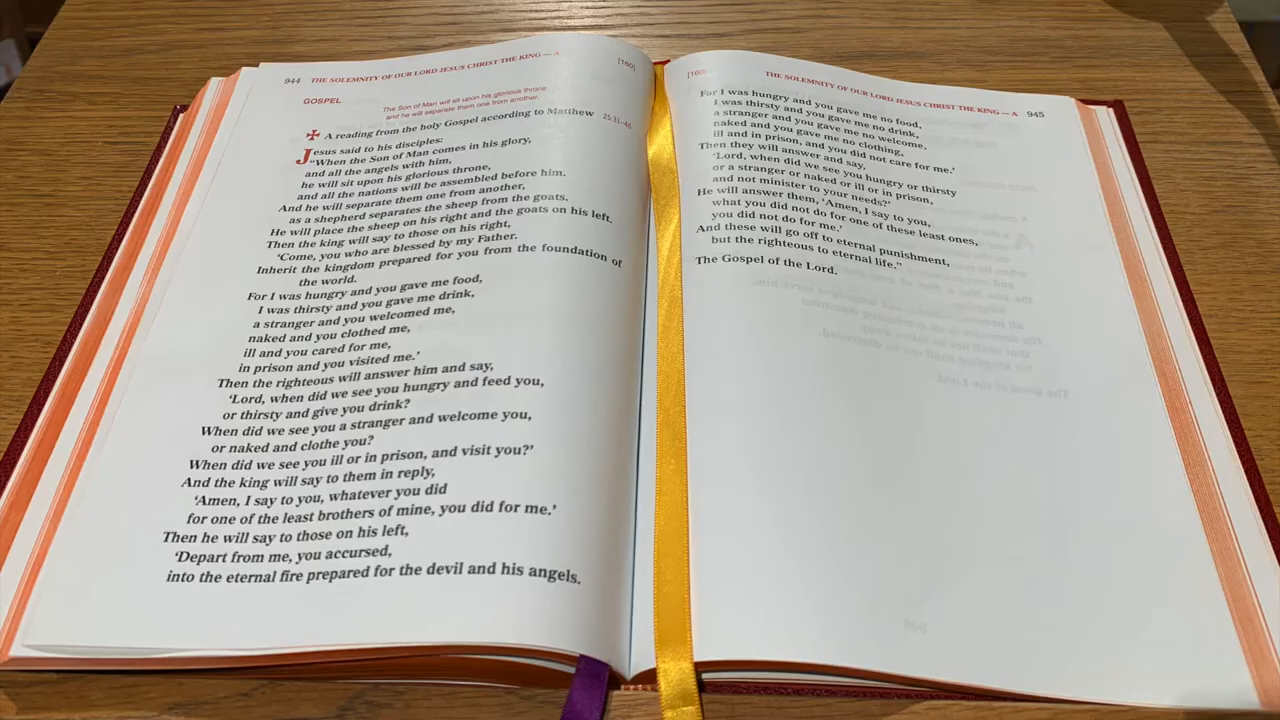 944 THE SOLEMNITY OF OUR LORD JESUS CHRIST THE KING — A [160]
GOSPEL
The Son of Man will sit upon his glorious throne
and he will separate them one from another.
✠ A reading from the holy Gospel according to Matthew 25:31–46
Jesus said to his disciples:
"When the Son of Man comes in his glory,
and all the angels with him,
he will sit upon his glorious throne,
and all the nations will be assembled before him.
And he will separate them one from another,
as a shepherd separates the sheep from the goats.
He will place the sheep on his right and the goats on his left.
Then the king will say to those on his right,
'Come, you who are blessed by my Father.
Inherit the kingdom prepared for you from the foundation of
the world.
For I was hungry and you gave me food,
I was thirsty and you gave me drink,
a stranger and you welcomed me,
naked and you clothed me,
ill and you cared for me,
in prison and you visited me.'
Then the righteous will answer him and say,
'Lord, when did we see you hungry and feed you,
or thirsty and give you drink?
When did we see you a stranger and welcome you,
or naked and clothe you?
When did we see you ill or in prison, and visit you?'
And the king will say to them in reply,
'Amen, I say to you, whatever you did
for one of the least brothers of mine, you did for me.'
Then he will say to those on his left,
'Depart from me, you accursed,
into the eternal fire prepared for the devil and his angels.
[160] THE SOLEMNITY OF OUR LORD JESUS CHRIST THE KING — A 945
For I was hungry and you gave me no food,
I was thirsty and you gave me no drink,
a stranger and you gave me no welcome,
naked and you gave me no clothing,
ill and in prison, and you did not care for me.'
Then they will answer and say,
'Lord, when did we see you hungry or thirsty
or a stranger or naked or ill or in prison,
and not minister to your needs?'
He will answer them, 'Amen, I say to you,
what you did not do for one of these least ones,
you did not do for me.'
And these will go off to eternal punishment,
but the righteous to eternal life."
The Gospel of the Lord.